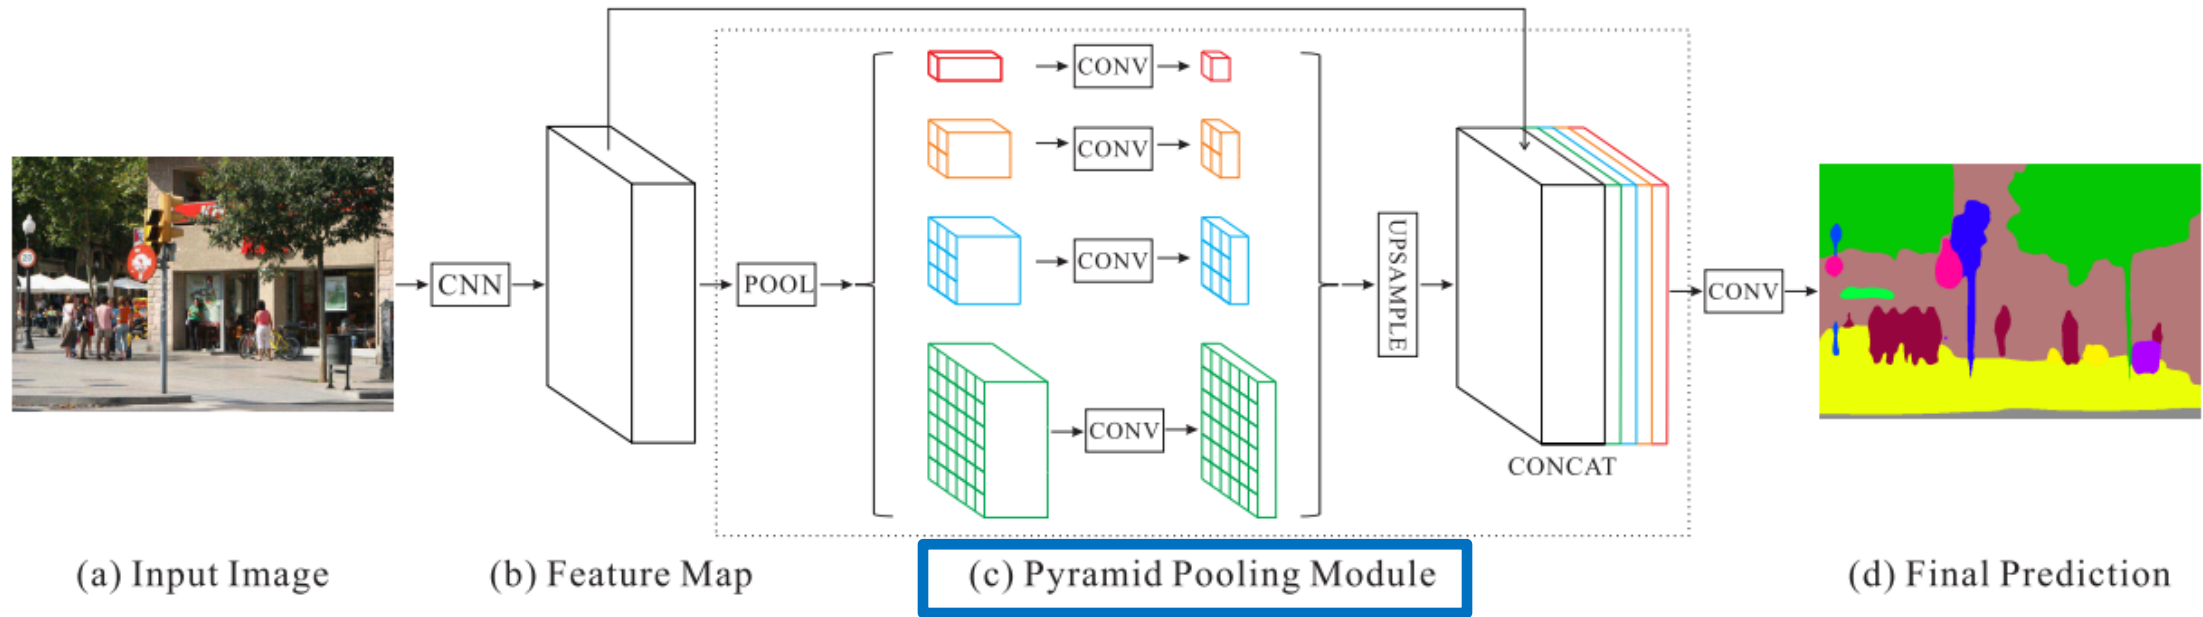 CNN
POOL
CONV
CONV
CONV
CONV
UPSAMPLE
CONCAT
CONV
(a) Input Image
(b) Feature Map
(c) Pyramid Pooling Module
(d) Final Prediction